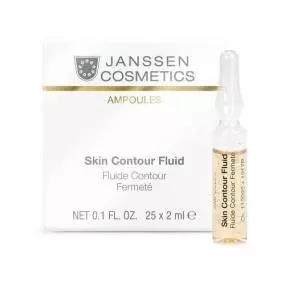 JANSSEN
COSMETICS
AMPOULES
Skin Contour Fluid
Fluide Contour
Fermeté
NET 0.1 FL. OZ. 25 x 2 ml ℮
Skin Contour Fluid
Fluide Contour Fermeté